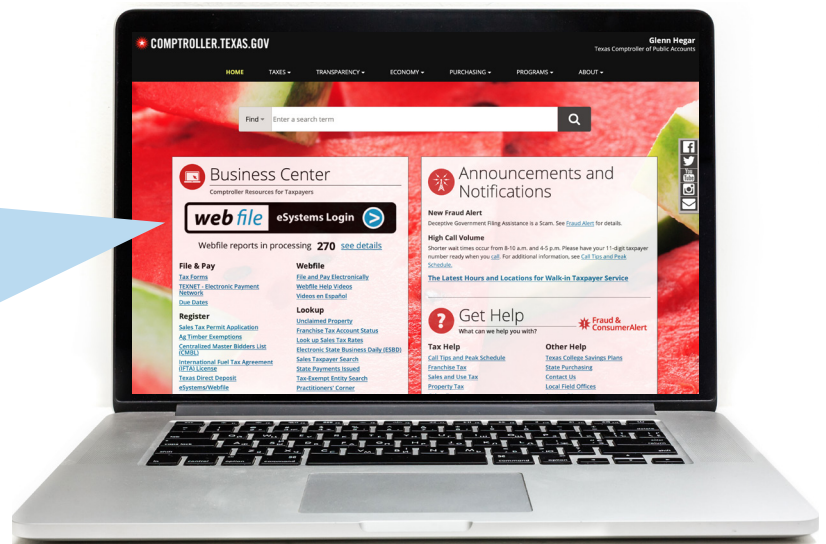 COMPTROLLER.TEXAS.GOV
Glenn Hegar
Texas Comptroller of Public Accounts
HOME TAXES TRANSPARENCY ECONOMY PURCHASING PROGRAMS ABOUT
Find Enter a search term
Business Center
Comptroller Resources for Taxpayers
web file eSystems Login
Webfile reports in processing 270 see details
File & Pay
Tax Forms
TEXNET - Electronic Payment
Network
Due Dates
Register
Sales Tax Permit Application
Ag Timber Exemptions
Centralized Master Bidders List
(CMBL)
International Fuel Tax Agreement
(IFTA) License
Texas Direct Deposit
eSystems/Webfile
Webfile
File and Pay Electronically
Webfile Help Videos
Videos en Español
Lookup
Unclaimed Property
Franchise Tax Account Status
Look up Sales Tax Rates
Electronic State Business Daily (ESBD)
Sales Taxpayer Search
State Payments Issued
Tax-Exempt Entity Search
Practitioners' Corner
Announcements and
Notifications
New Fraud Alert
Deceptive Government Filing Assistance is a Scam. See Fraud Alert for details.
High Call Volume
Shorter wait times occur from 8-10 a.m. and 4-5 p.m. Please have your 11-digit taxpayer
number ready when you call. For additional information, see Call Tips and Peak
Schedule.
The Latest Hours and Locations for Walk-in Taxpayer Service
Get Help
What can we help you with?
Fraud &
ConsumerAlert
Tax Help
Call Tips and Peak Schedule
Franchise Tax
Sales and Use Tax
Property Tax
Other Help
Texas College Savings Plans
State Purchasing
Contact Us
Local Field Offices
You
Tube